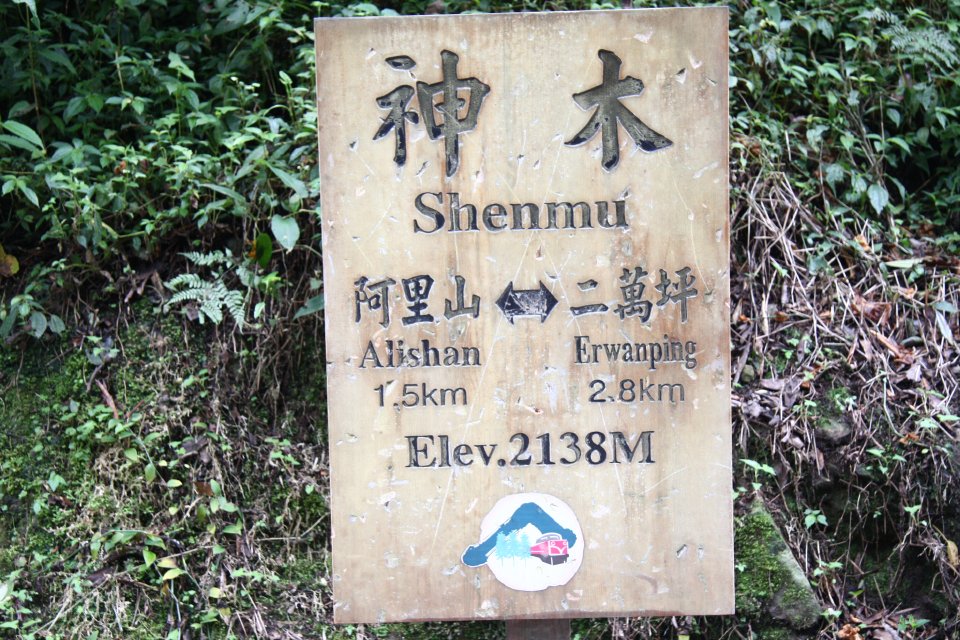 神木
Shenmu
阿里山 ⟷ 二萬坪
Alishan Erwanping
1.5km 2.8km
Elev.2138M